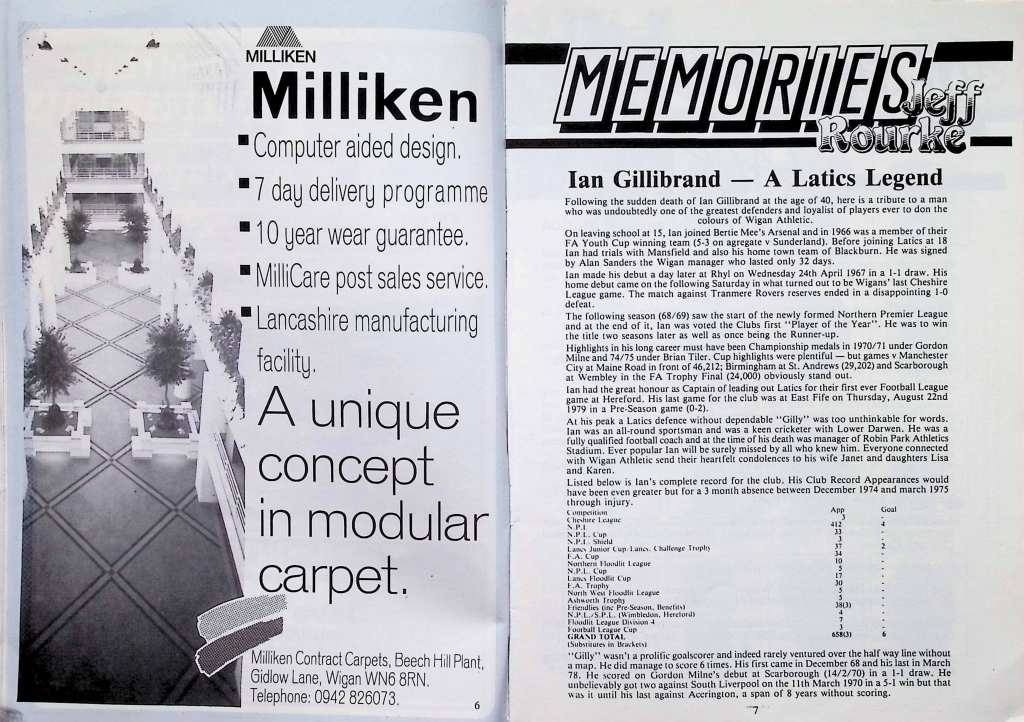 MILLIKEN
Milliken
Computer aided design.
7 day delivery programme
10 year wear guarantee.
MilliCare post sales service.
Lancashire manufacturing
facility.
A unique
concept
in modular
carpet.
Milliken Contract Carpets, Beech Hill Plant,
Gidlow Lane, Wigan WN6 8RN.
Telephone: 0942 826073.
6
MEMORIES
Jeff
Rourke
Ian Gillibrand — A Latics Legend
Following the sudden death of Ian Gillibrand at the age of 40, here is a tribute to a man
who was undoubtedly one of the greatest defenders and loyalist of players ever to don the
colours of Wigan Athletic.
On leaving school at 15, Ian joined Bertie Mee's Arsenal and in 1966 was a member of their
FA Youth Cup winning team (5-3 on agregate v Sunderland). Before joining Latics at 18
Ian had trials with Mansfield and also his home town team of Blackburn. He was signed
by Alan Sanders the Wigan manager who lasted only 32 days.
Ian made his debut a day later at Rhyl on Wednesday 24th April 1967 in a 1-1 draw. His
home debut came on the following Saturday in what turned out to be Wigans' last Cheshire
League game. The match against Tranmere Rovers reserves ended in a disappointing 1-0
defeat.
The following season (68/69) saw the start of the newly formed Northern Premier League
and at the end of it, Ian was voted the Clubs first "Player of the Year". He was to win
the title two seasons later as well as once being the Runner-up.
Highlights in his long career must have been Championship medals in 1970/71 under Gordon
Milne and 74/75 under Brian Tiler. Cup highlights were plentiful — but games v Manchester
City at Maine Road in front of 46,212; Birmingham at St. Andrews (29,202) and Scarborough
at Wembley in the FA Trophy Final (24,000) obviously stand out.
Ian had the great honour as Captain of leading out Latics for their first ever Football League
game at Hereford. His last game for the club was at East Fife on Thursday, August 22nd
1979 in a Pre-Season game (0-2).
At his peak a Latics defence without dependable "Gilly" was too unthinkable for words.
Ian was an all-round sportsman and was a keen cricketer with Lower Darwen. He was a
fully qualified football coach and at the time of his death was manager of Robin Park Athletics
Stadium. Ever popular Ian will be surely missed by all who knew him. Everyone connected
with Wigan Athletic send their heartfelt condolences to his wife Janet and daughters Lisa
and Karen.
Listed below is Ian's complete record for the club. His Club Record Appearances would
have been even greater but for a 3 month absence between December 1974 and march 1975
through injury.
Competition App Goal
Cheshire League 3 -
N.P.L. 412 4
N.P.L. Cup 33 -
N.P.L. Shield 3 -
Lancs Junior Cup/Lancs. Challenge Trophy 37 2
F.A. Cup 34 -
Northern Floodlit League 10 -
N.P.L. Cup 5 -
Lancs Floodlit Cup 17 -
F.A. Trophy 30 -
North West Floodlit League 5 -
Ashworth Trophy 5 -
Friendlies (inc Pre-Season, Benefits) 38(3) -
N.P.L./S.P.L. (Wimbledon, Hereford) 4 -
Floodlit League Division 4 7 -
Football League Cup 3 -
GRAND TOTAL 658(3) 6
(Substitutes in Brackets)
"Gilly" wasn't a prolific goalscorer and indeed rarely ventured over the half way line without
a map. He did manage to score 6 times. His first came in December 68 and his last in March
78. He scored on Gordon Milne's debut at Scarborough (14/2/70) in a 1-1 draw. He
unbelievably got two against South Liverpool on the 11th March 1970 in a 5-1 win but that
was it until his last against Accrington, a span of 8 years without scoring.
7